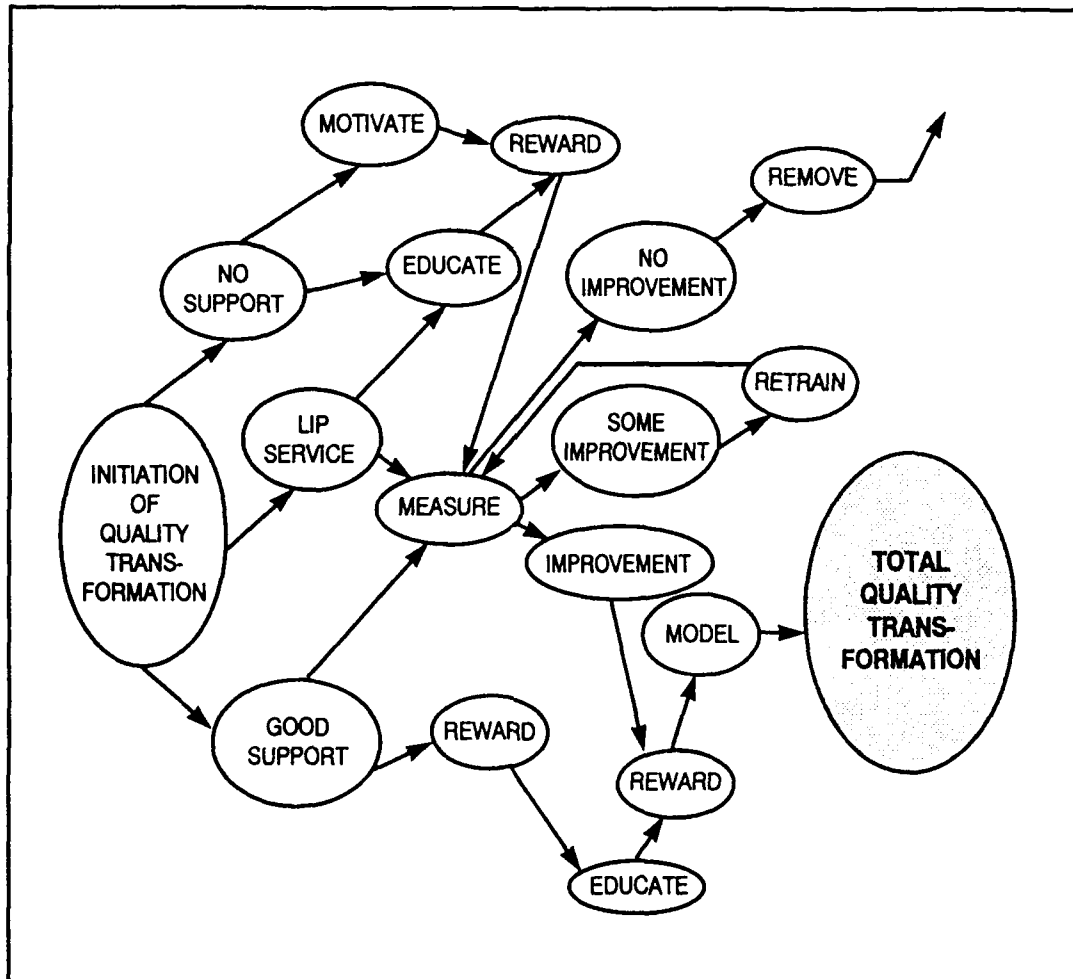 MOTIVATE
REWARD
REMOVE
NO
SUPPORT
EDUCATE
NO
IMPROVEMENT
LIP
SERVICE
SOME
IMPROVEMENT
RETRAIN
INITIATION
OF
QUALITY
TRANS-
FORMATION
MEASURE
IMPROVEMENT
MODEL
TOTAL
QUALITY
TRANS-
FORMATION
GOOD
SUPPORT
REWARD
REWARD
EDUCATE